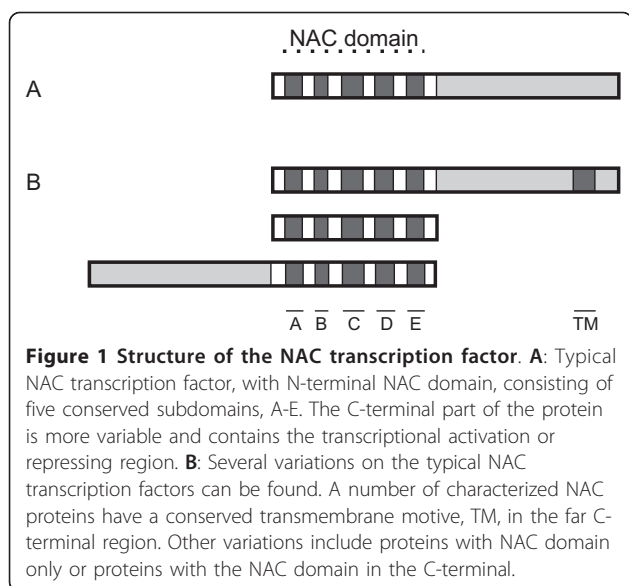 NAC domain
A
B
A B C D E TM
Figure 1 Structure of the NAC transcription factor. A: Typical
NAC transcription factor, with N-terminal NAC domain, consisting of
five conserved subdomains, A-E. The C-terminal part of the protein
is more variable and contains the transcriptional activation or
repressing region. B: Several variations on the typical NAC
transcription factors can be found. A number of characterized NAC
proteins have a conserved transmembrane motive, TM, in the far C-
terminal region. Other variations include proteins with NAC domain
only or proteins with the NAC domain in the C-terminal.